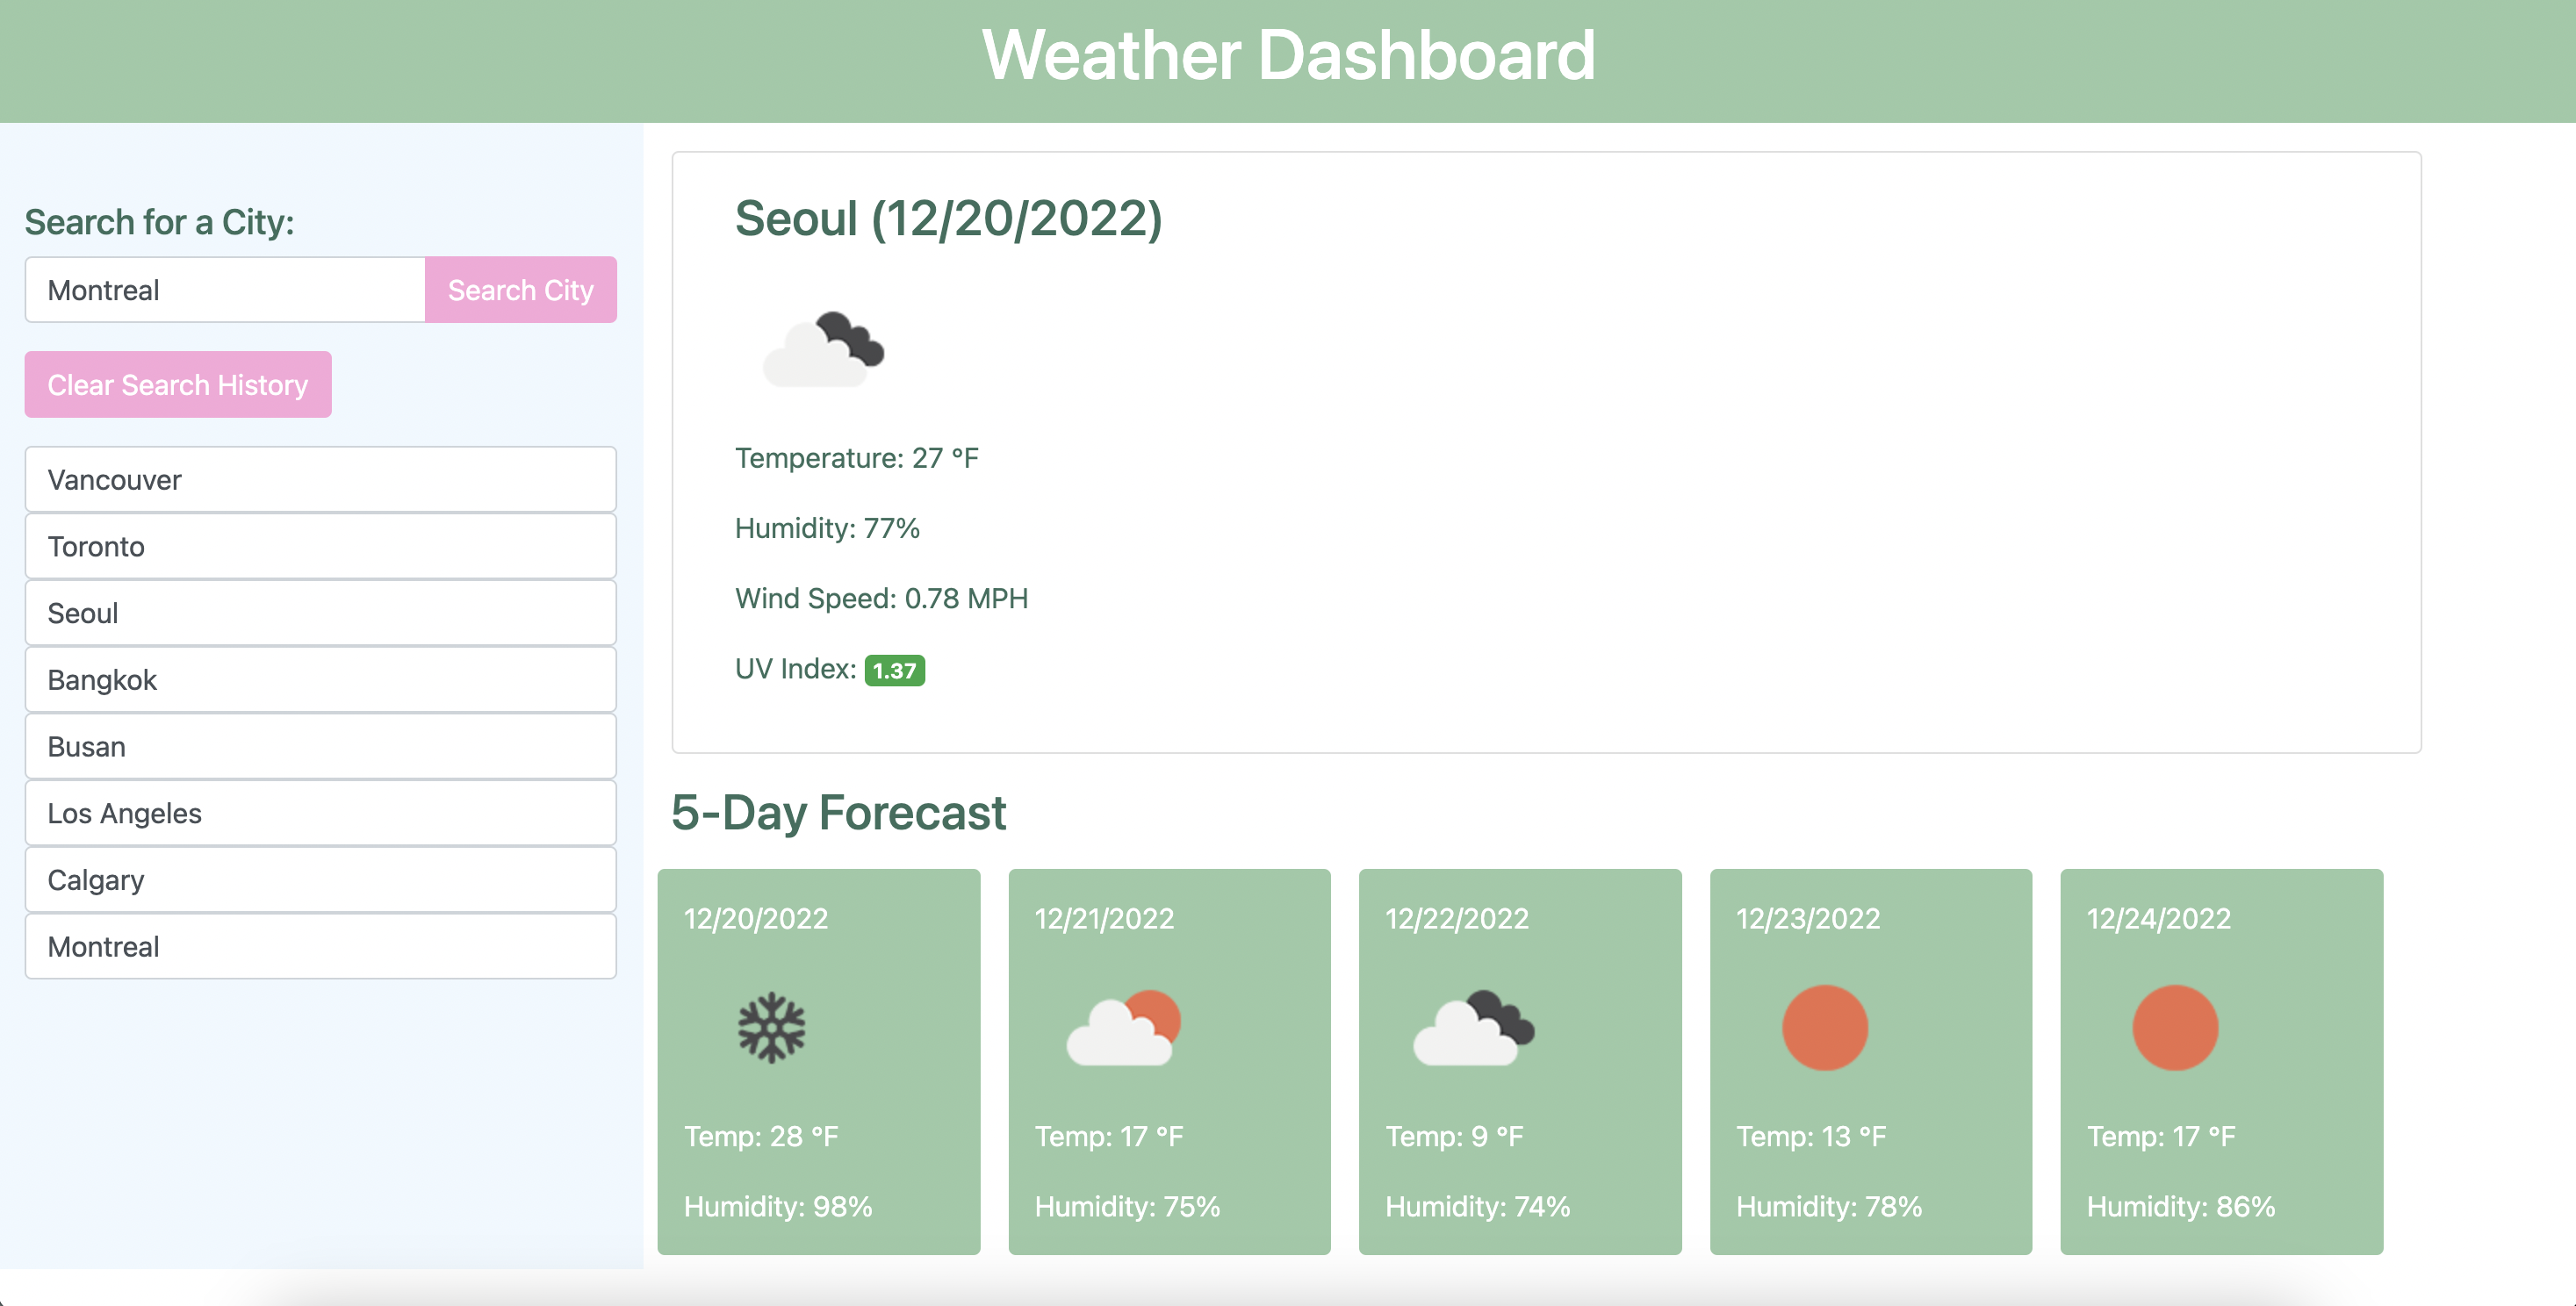 Weather Dashboard
Search for a City:
Montreal
Search City
Clear Search History
Vancouver
Toronto
Seoul
Bangkok
Busan
Los Angeles
Calgary
Montreal
Seoul (12/20/2022)
Temperature: 27 °F
Humidity: 77%
Wind Speed: 0.78 MPH
UV Index: 1.37
5-Day Forecast
12/20/2022
Temp: 28 °F
Humidity: 98%
12/21/2022
Temp: 17 °F
Humidity: 75%
12/22/2022
Temp: 9 °F
Humidity: 74%
12/23/2022
Temp: 13 °F
Humidity: 78%
12/24/2022
Temp: 17 °F
Humidity: 86%